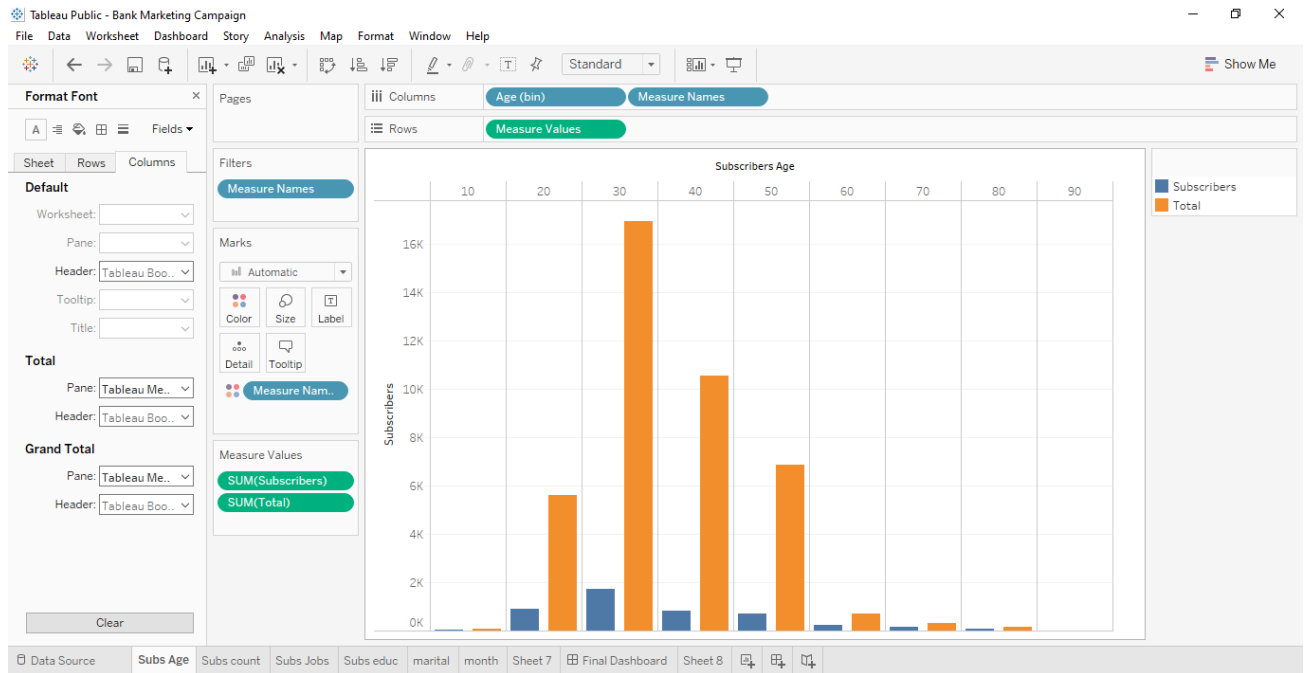 Tableau Public - Bank Marketing Campaign
File Data Worksheet Dashboard Story Analysis Map Format Window Help
Standard
Show Me
Format Font
Fields
Sheet Rows Columns
Default
Worksheet:
Pane:
Header: Tableau Boo..
Tooltip:
Title:
Total
Pane: Tableau Me..
Header: Tableau Boo..
Grand Total
Pane: Tableau Me..
Header: Tableau Boo..
Clear
Pages
Filters
Measure Names
Marks
Automatic
Color Size Label
Detail Tooltip
Measure Nam..
Measure Values
SUM(Subscribers)
SUM(Total)
Columns Age (bin) Measure Names
Rows Measure Values
Subscribers Age
10 20 30 40 50 60 70 80 90
Subscribers
16K
14K
12K
10K
8K
6K
4K
2K
0K
Subscribers
Total
Data Source Subs Age Subs count Subs Jobs Subs educ marital month Sheet 7 Final Dashboard Sheet 8